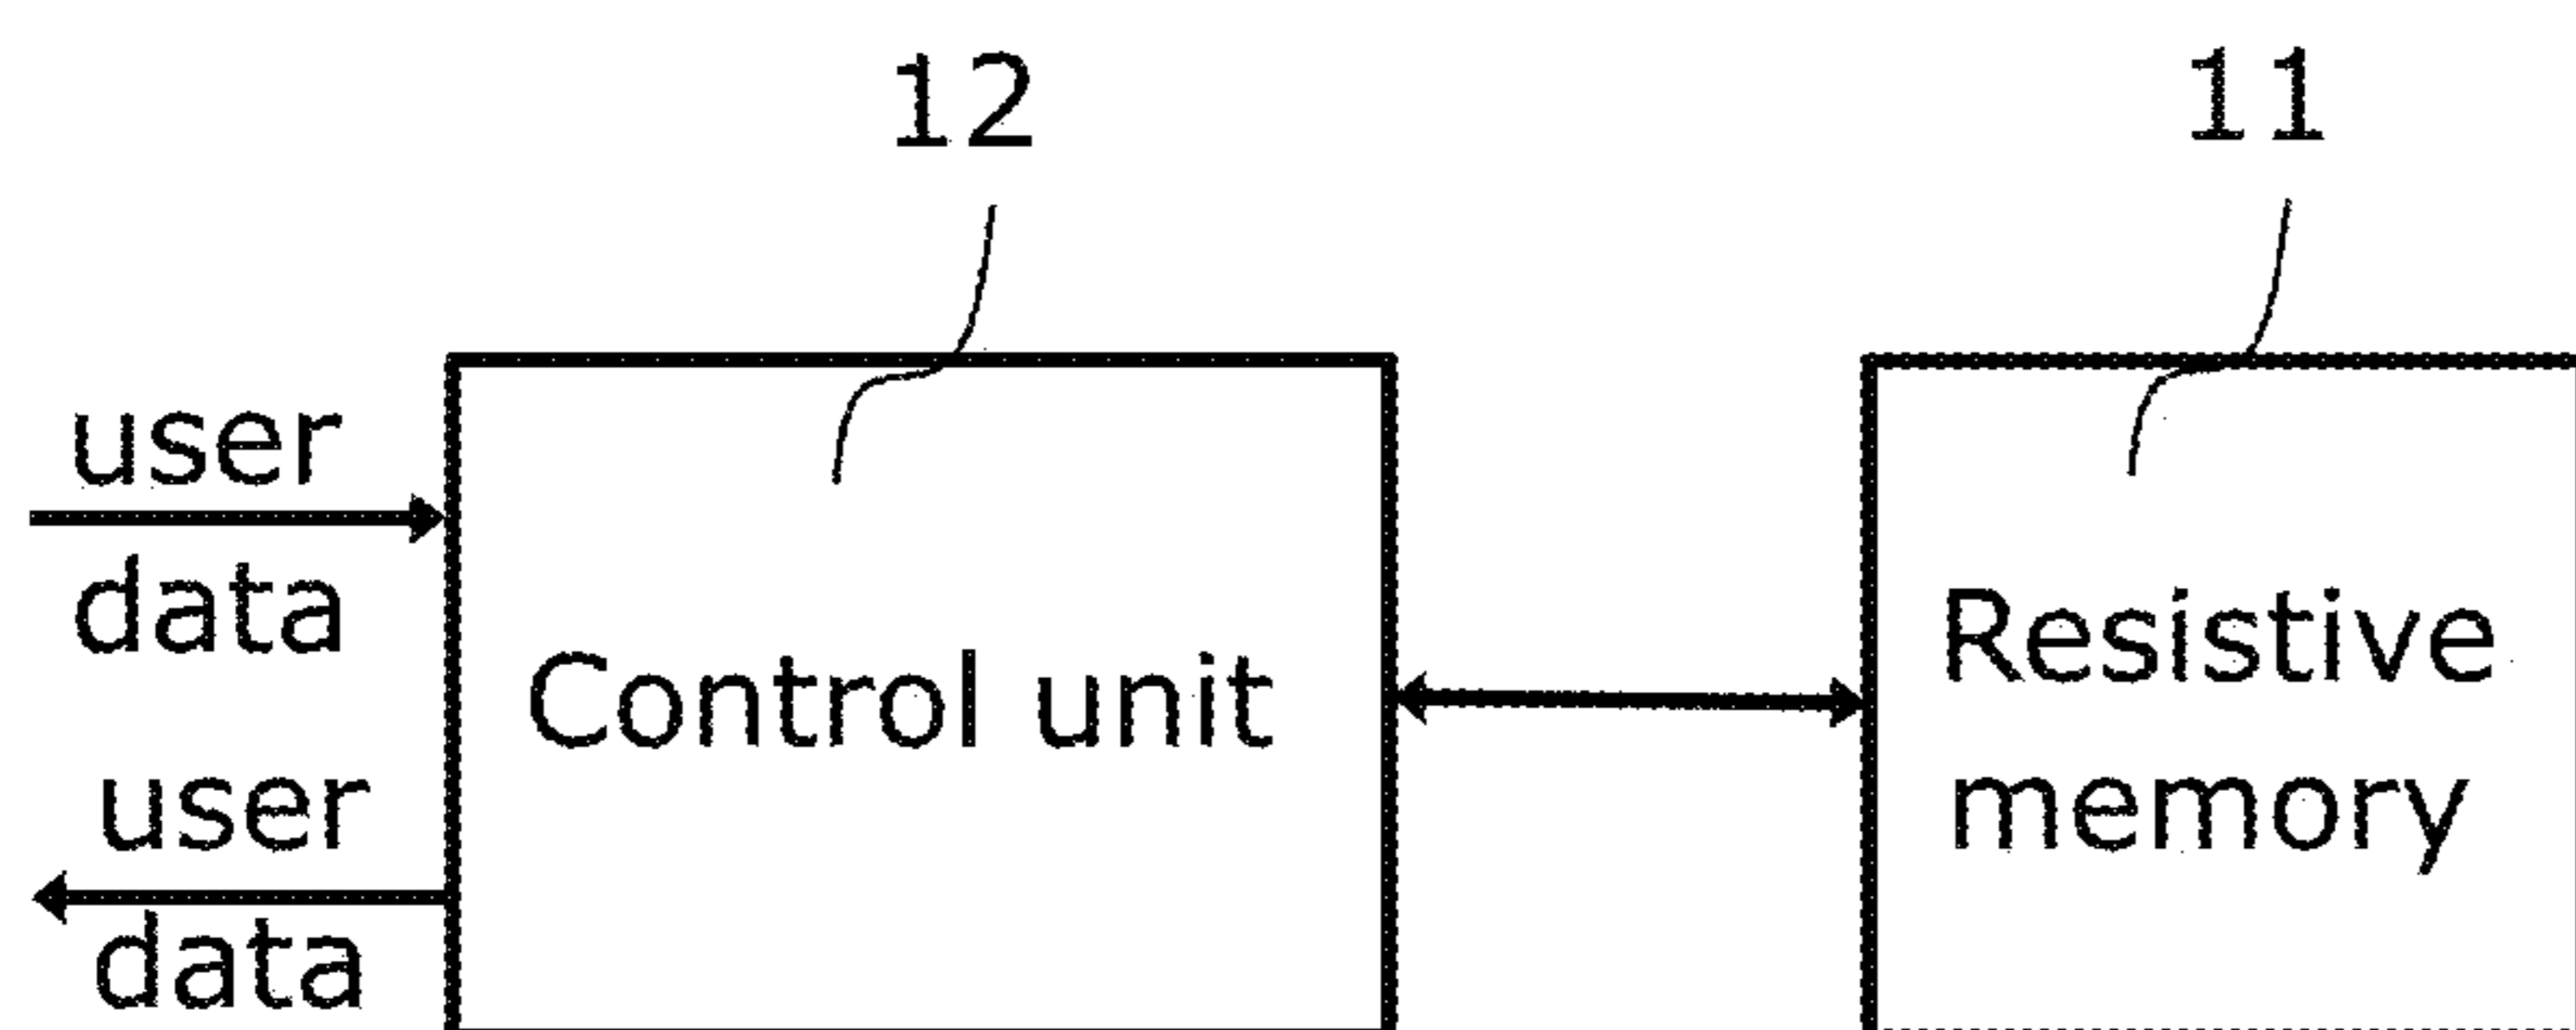 12
11
user
data
Control unit
Resistive
memory
user
data